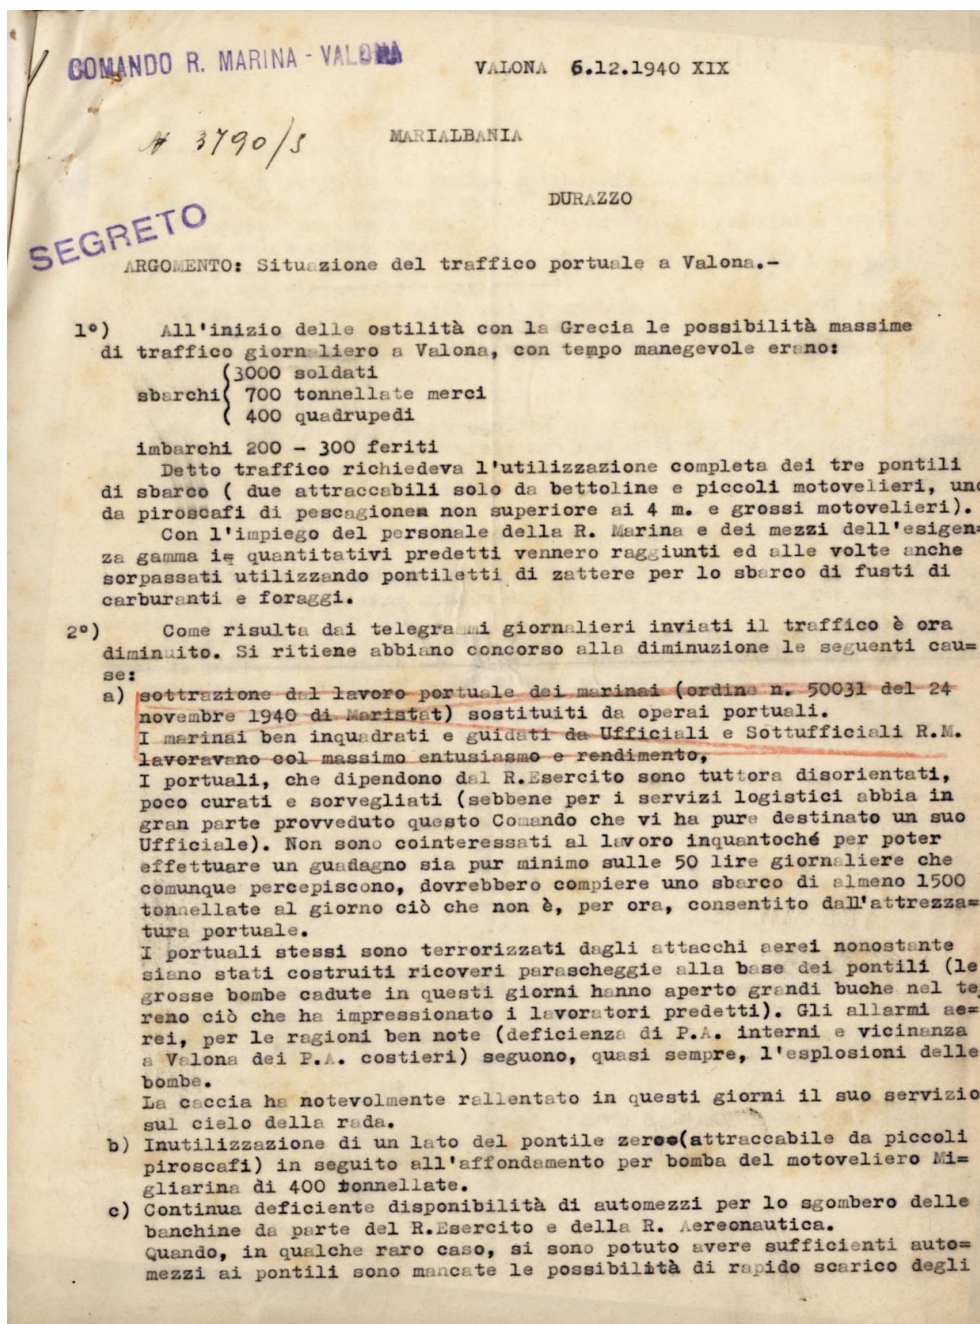 COMANDO R. MARINA - VALONA
VALONA 6.12.1940 XIX
N 3790/S
MARIALBANIA
DURAZZO
SEGRETO
ARGOMENTO: Situazione del traffico portuale a Valona.-
1°) All'inizio delle ostilità con la Grecia le possibilità massime
di traffico giornaliero a Valona, con tempo manegevole erano:
(3000 soldati
sbarchi( 700 tonnellate merci
( 400 quadrupedi
imbarchi 200 - 300 feriti
Detto traffico richiedeva l'utilizzazione completa dei tre pontili
di sbarco ( due attraccabili solo da bettoline e piccoli motovelieri, uno
da piroscafi di pescagione non superiore ai 4 m. e grossi motovelieri).
Con l'impiego del personale della R. Marina e dei mezzi dell'esigen=
za gamma i quantitativi predetti vennero raggiunti ed alle volte anche
sorpassati utilizzando pontiletti di zattere per lo sbarco di fusti di
carburanti e foraggi.
2°) Come risulta dai telegrammi giornalieri inviati il traffico è ora
diminuito. Si ritiene abbiano concorso alla diminuzione le seguenti cau=
se:
a) sottrazione dal lavoro portuale dei marinai (ordine n. 50031 del 24
novembre 1940 di Maristat) sostituiti da operai portuali.
I marinai ben inquadrati e guidati da Ufficiali e Sottufficiali R.M.
lavoravano col massimo entusiasmo e rendimento,
I portuali, che dipendono dal R.Esercito sono tuttora disorientati,
poco curati e sorvegliati (sebbene per i servizi logistici abbia in
gran parte provveduto questo Comando che vi ha pure destinato un suo
Ufficiale). Non sono cointeressati al lavoro inquantoché per poter
effettuare un guadagno sia pur minimo sulle 50 lire giornaliere che
comunque percepiscono, dovrebbero compiere uno sbarco di almeno 1500
tonnellate al giorno ciò che non è, per ora, consentito dall'attrezza=
tura portuale.
I portuali stessi sono terrorizzati dagli attacchi aerei nonostante
siano stati costruiti ricoveri parascheggie alla base dei pontili (le
grosse bombe cadute in questi giorni hanno aperto grandi buche nel te
reno ciò che ha impressionato i lavoratori predetti). Gli allarmi ae=
rei, per le ragioni ben note (deficienza di P.A. interni e vicinanza
a Valona dei P.A. costieri) seguono, quasi sempre, l'esplosioni delle
bombe.
La caccia ha notevolmente rallentato in questi giorni il suo servizio
sul cielo della rada.
b) Inutilizzazione di un lato del pontile zero(attraccabile da piccoli
piroscafi) in seguito all'affondamento per bomba del motoveliero Mi=
gliarina di 400 tonnellate.
c) Continua deficiente disponibilità di automezzi per lo sgombero delle
banchine da parte del R.Esercito e della R. Aereonautica.
Quando, in qualche raro caso, si sono potuto avere sufficienti auto=
mezzi ai pontili sono mancate le possibilità di rapido scarico degli